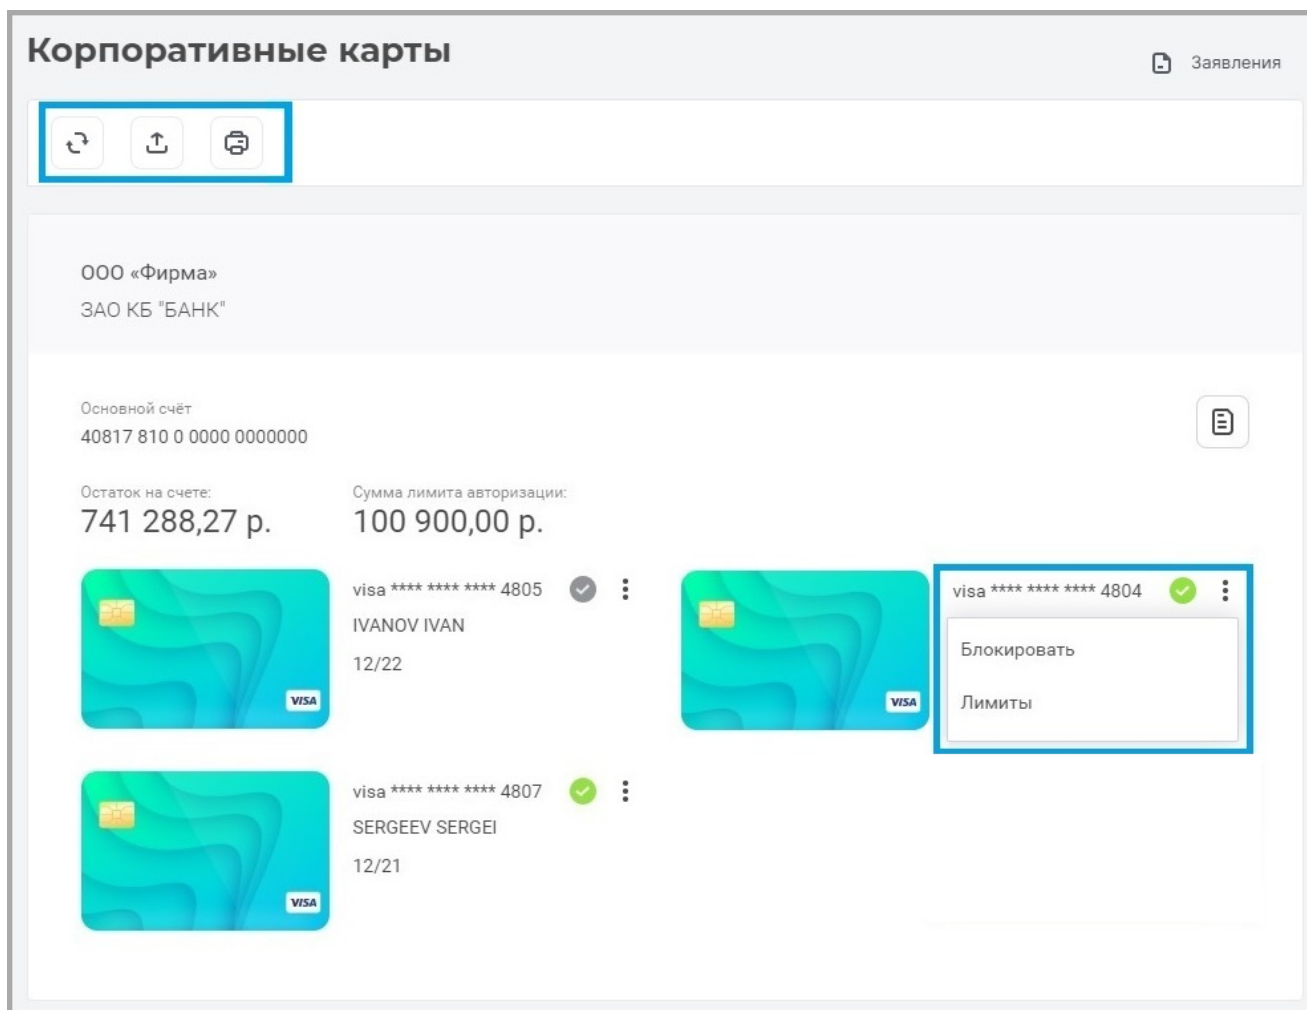 Корпоративные карты
Заявления
ООО «Фирма»
ЗАО КБ "БАНК"
Основной счёт
40817 810 0 0000 0000000
Остаток на счете:
741 288,27 р.
Сумма лимита авторизации:
100 900,00 р.
visa **** **** **** 4805
IVANOV IVAN
12/22
VISA
visa **** **** **** 4804
Блокировать
Лимиты
VISA
visa **** **** **** 4807
SERGEEV SERGEI
12/21
VISA